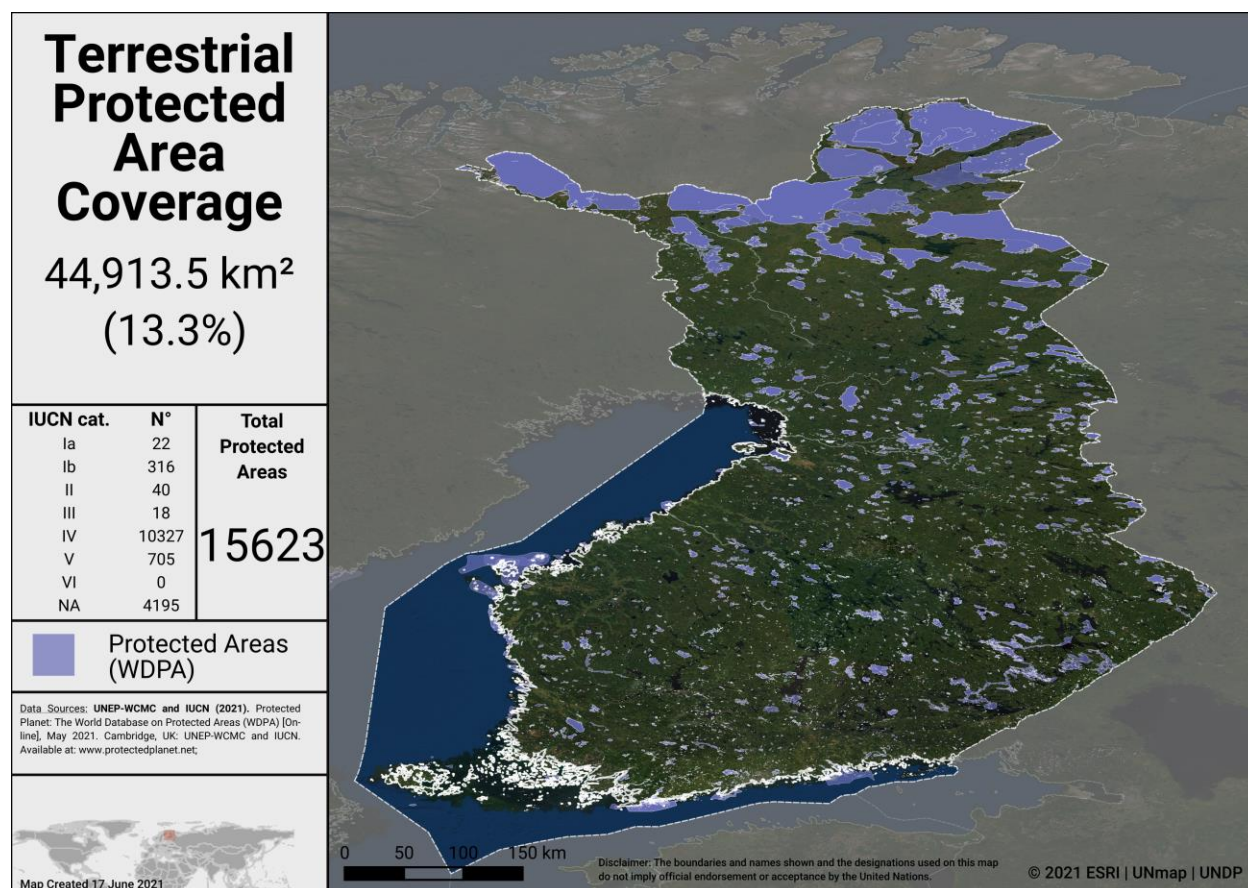 Terrestrial
Protected
Area
Coverage
44,913.5 km²
(13.3%)
IUCN cat. N°
Ia 22
Ib 316
II 40
III 18
IV 10327
V 705
VI 0
NA 4195
Total
Protected
Areas
15623
Protected Areas
(WDPA)
Data Sources: UNEP-WCMC and IUCN (2021). Protected
Planet: The World Database on Protected Areas (WDPA) [On-
line], May 2021. Cambridge, UK: UNEP-WCMC and IUCN.
Available at: www.protectedplanet.net;
Map Created 17 June 2021
0 50 100 150 km
Disclaimer: The boundaries and names shown and the designations used on this map
do not imply official endorsement or acceptance by the United Nations.
© 2021 ESRI | UNmap | UNDP